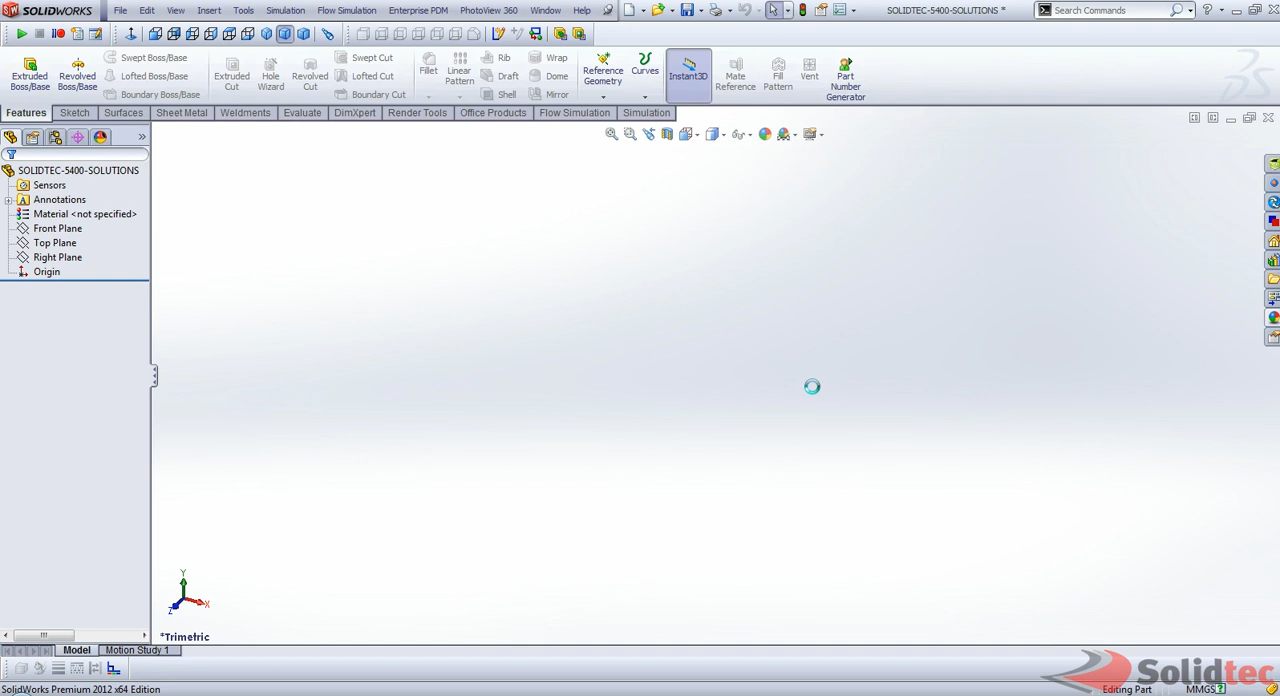 SOLIDWORKS File Edit View Insert Tools Simulation Flow Simulation Enterprise PDM PhotoView 360 Window Help SOLIDTEC-5400-SOLUTIONS * Search Commands
Extruded Boss/Base
Revolved Boss/Base
Swept Boss/Base
Lofted Boss/Base
Boundary Boss/Base
Extruded Cut
Hole Wizard
Revolved Cut
Swept Cut
Lofted Cut
Boundary Cut
Fillet
Linear Pattern
Rib
Draft
Shell
Wrap
Dome
Mirror
Reference Geometry
Curves
Instant3D
Mate Reference
Fill Pattern
Vent
Part Number Generator
Features Sketch Surfaces Sheet Metal Weldments Evaluate DimXpert Render Tools Office Products Flow Simulation Simulation
SOLIDTEC-5400-SOLUTIONS
Sensors
Annotations
Material <not specified>
Front Plane
Top Plane
Right Plane
Origin
Y
Z X
*Trimetric
Model Motion Study 1
Solidtec
SolidWorks Premium 2012 x64 Edition Editing Part MMGS